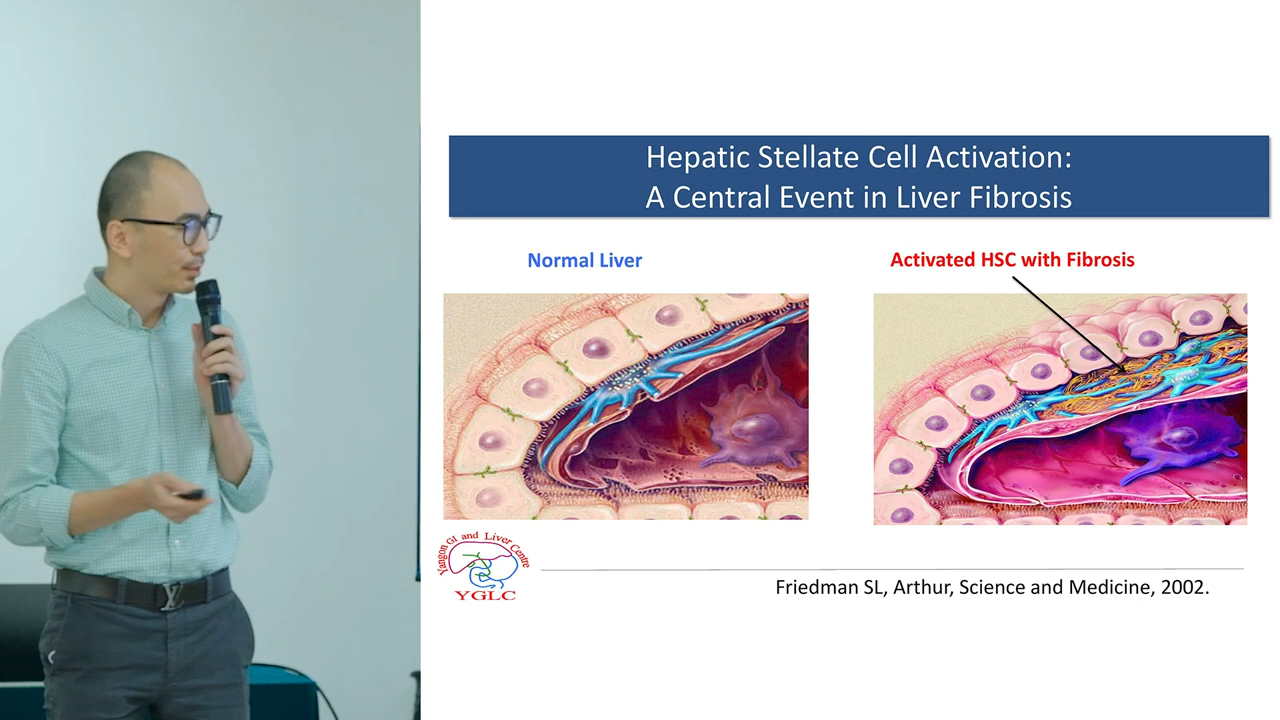 Hepatic Stellate Cell Activation:
A Central Event in Liver Fibrosis
Normal Liver
Activated HSC with Fibrosis
Yangon GI and Liver Centre
YGLC
Friedman SL, Arthur, Science and Medicine, 2002.